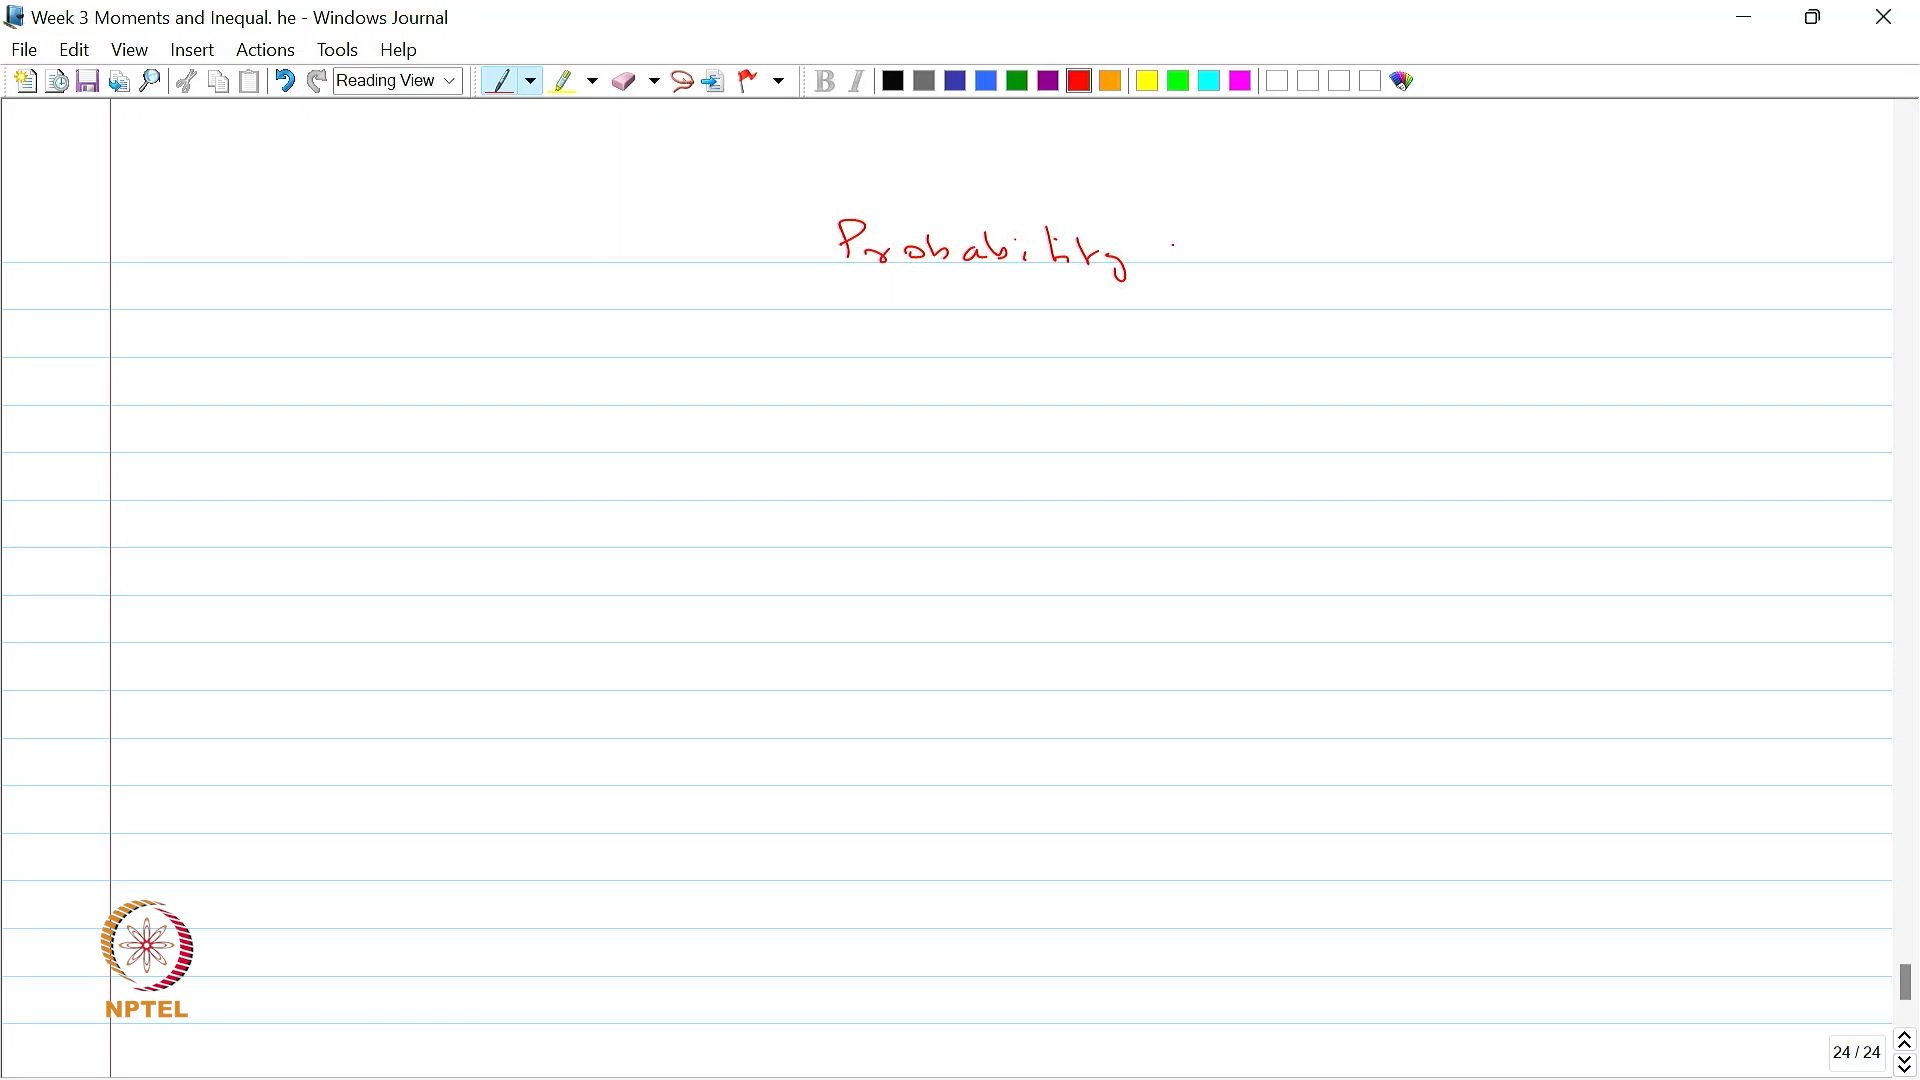 Week 3 Moments and Inequal. he - Windows Journal
File Edit View Insert Actions Tools Help
Reading View B I
Probability
NPTEL
24 / 24